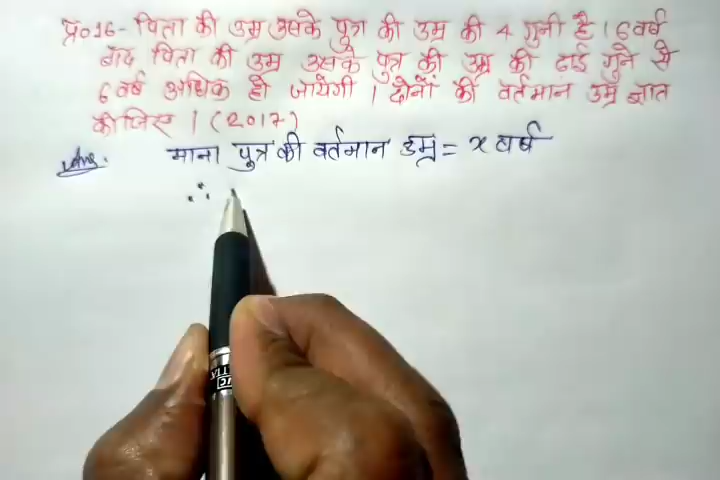 प्र०16- पिता की उम्र उसके पुत्र की उम्र की 4 गुनी है। 6 वर्ष
बाद पिता की उम्र उसके पुत्र की उम्र की ढाई गुने से
6 वर्ष अधिक हो जायेगी। दोनों की वर्तमान उम्र ज्ञात
कीजिए। (2017)
Ans. माना पुत्र की वर्तमान उम्र = x वर्ष
∴